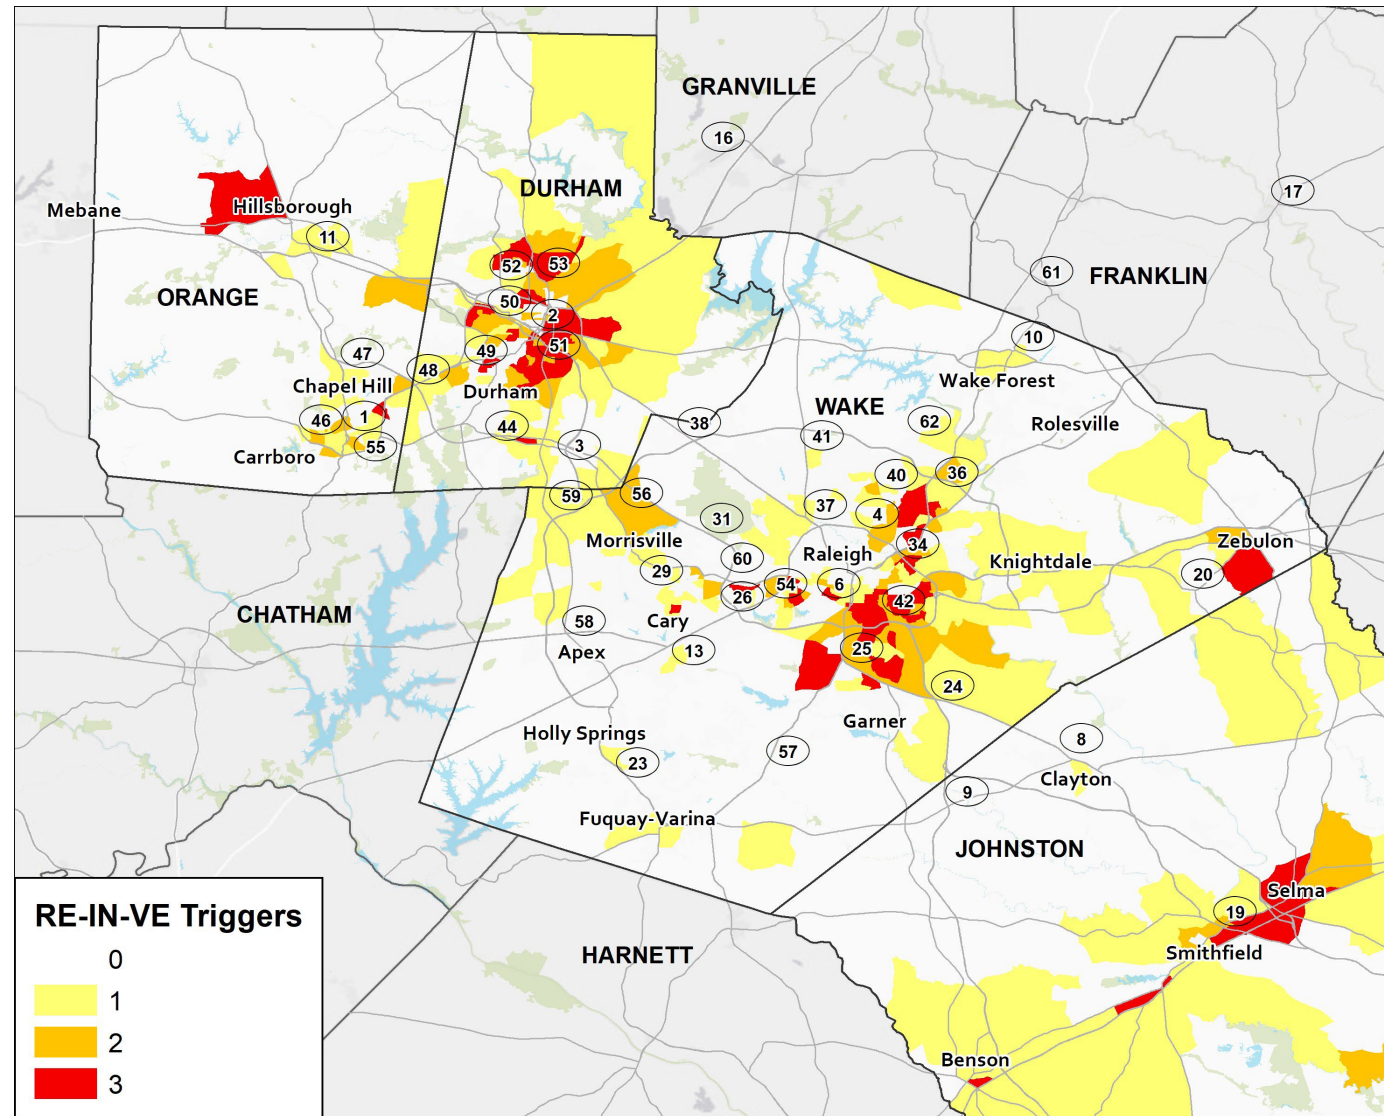 GRANVILLE
16
DURHAM
17
Mebane
Hillsborough
11
52
53
61
FRANKLIN
ORANGE
50
2
10
47
49
51
48
Chapel Hill
Durham
Wake Forest
46
1
44
38
WAKE
62
Rolesville
41
Carrboro
55
3
40
36
59
56
31
37
4
Morrisville
34
Zebulon
60
Raleigh
Knightdale
29
20
26
54
6
42
CHATHAM
58
Cary
Apex
13
25
24
Garner
Holly Springs
23
57
8
Clayton
9
Fuquay-Varina
JOHNSTON
Selma
19
Smithfield
HARNETT
Benson
RE-IN-VE Triggers
0
1
2
3